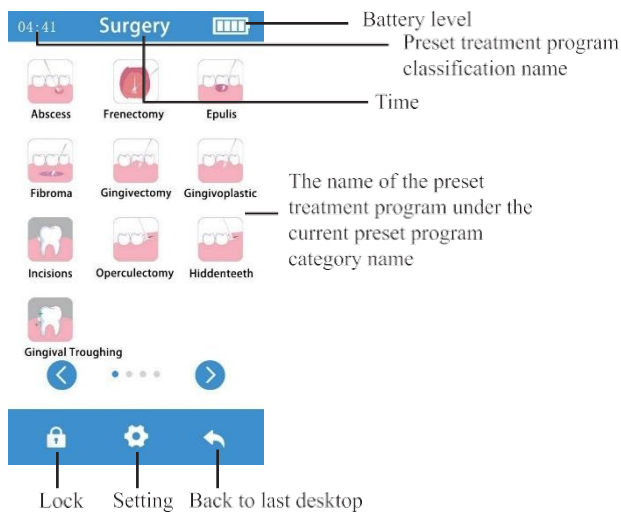 04:41 Surgery
Battery level
Preset treatment program
classification name
Time
Abscess Frenectomy Epulis
Fibroma Gingivectomy Gingivoplastic
The name of the preset
treatment program under the
current preset program
category name
Incisions Operculectomy Hiddenteeth
Gingival Troughing
Lock Setting Back to last desktop